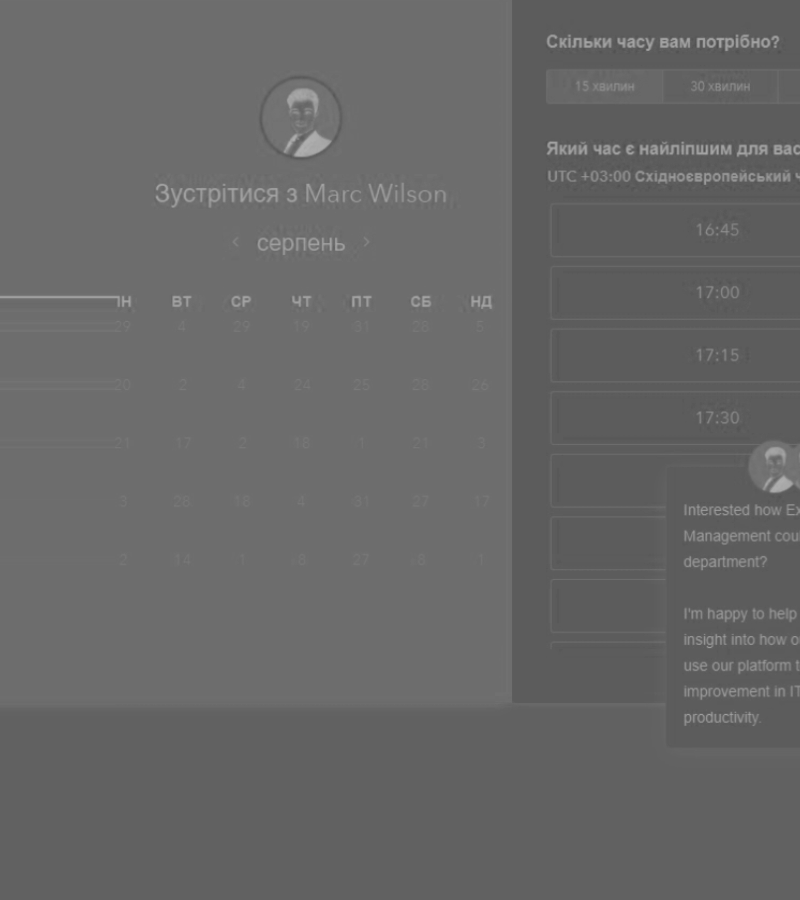 Зустрітися з Marc Wilson
серпень
ІН ВТ СР ЧТ ПТ СБ НД
29 4 29 19 31 28 5
20 2 4 24 25 26 26
21 17 2 16 1 21 3
3 28 16 4 31 27 17
2 14 1 6 27 6 1
Скільки часу вам потрібно?
15 хвилин 30 хвилин
Який час є найліпшим для вас
UTC +03:00 Східноєвропейський ч
16:45
17:00
17:15
17:30
Interested how Ex
Management cou
department?
I'm happy to help
insight into how o
use our platform t
improvement in IT
productivity.